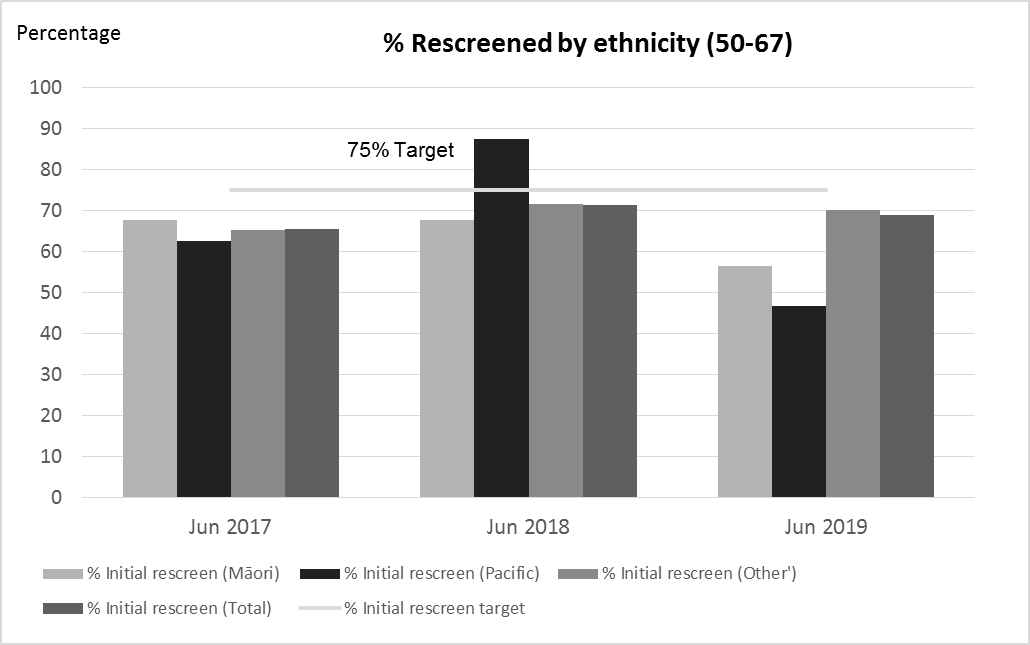 Percentage
% Rescreened by ethnicity (50-67)
100
90
80
70
60
50
40
30
20
10
0
75% Target
Jun 2017 Jun 2018 Jun 2019
% Initial rescreen (Māori) % Initial rescreen (Pacific) % Initial rescreen (Other')
% Initial rescreen (Total) % Initial rescreen target